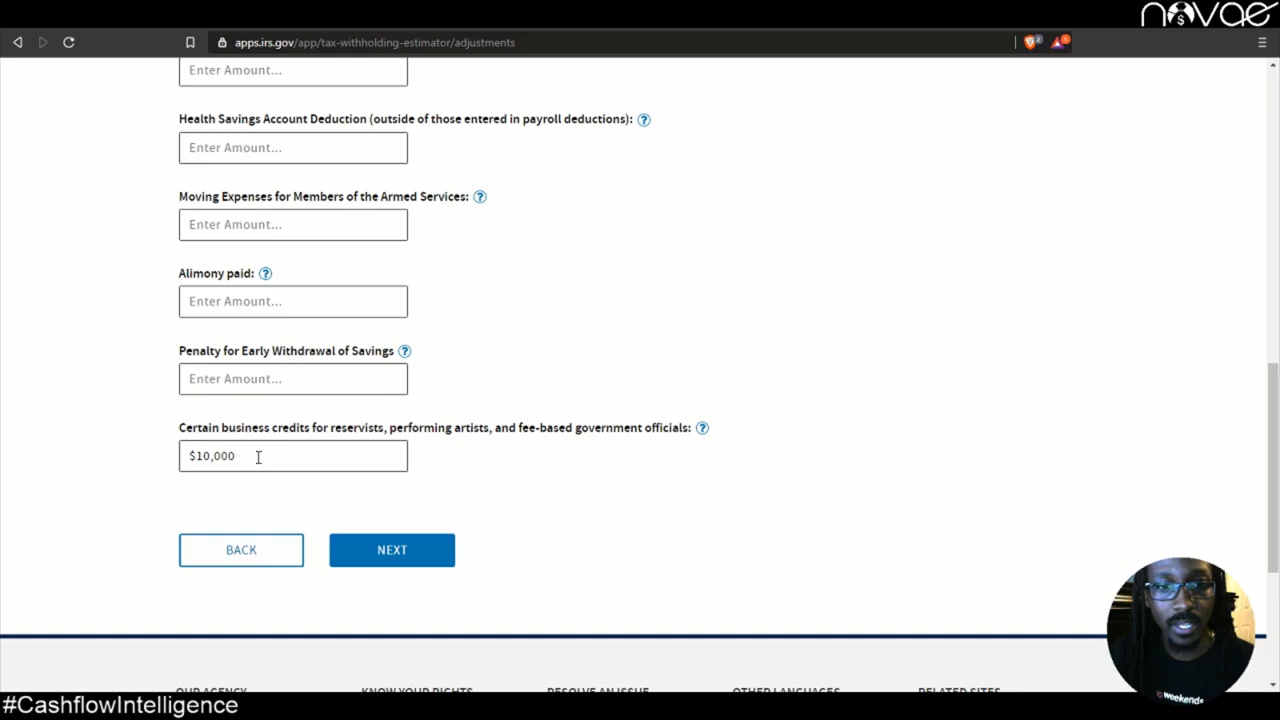 novae
apps.irs.gov/app/tax-withholding-estimator/adjustments
Enter Amount...
Health Savings Account Deduction (outside of those entered in payroll deductions): ?
Enter Amount...
Moving Expenses for Members of the Armed Services: ?
Enter Amount...
Alimony paid: ?
Enter Amount...
Penalty for Early Withdrawal of Savings ?
Enter Amount...
Certain business credits for reservists, performing artists, and fee-based government officials: ?
$10,000
BACK NEXT
weekends
OUR AGENCY KNOW YOUR RIGHTS RESOLVE AN ISSUE OTHER LANGUAGES RELATED SITES
#CashflowIntelligence